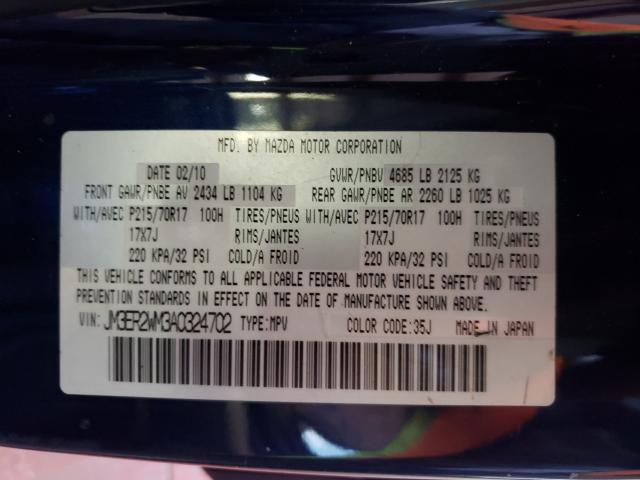 MFD. BY MAZDA MOTOR CORPORATION
DATE 02/10 GVWR/PNBV 4685 LB 2125 KG
FRONT GAWR/PNBE AV 2434 LB 1104 KG REAR GAWR/PNBE AR 2260 LB 1025 KG
WITH/AVEC P215/70R17 100H TIRES/PNEUS WITH/AVEC P215/70R17 100H TIRES/PNEUS
17X7J RIMS/JANTES 17X7J RIMS/JANTES
220 KPA/32 PSI COLD/A FROID 220 KPA/32 PSI COLD/A FROID
THIS VEHICLE CONFORMS TO ALL APPLICABLE FEDERAL MOTOR VEHICLE SAFETY AND THEFT
PREVENTION STANDARDS IN EFFECT ON THE DATE OF MANUFACTURE SHOWN ABOVE.
VIN: JM3ER2WM3A0324702 TYPE:MPV COLOR CODE:35J MADE IN JAPAN